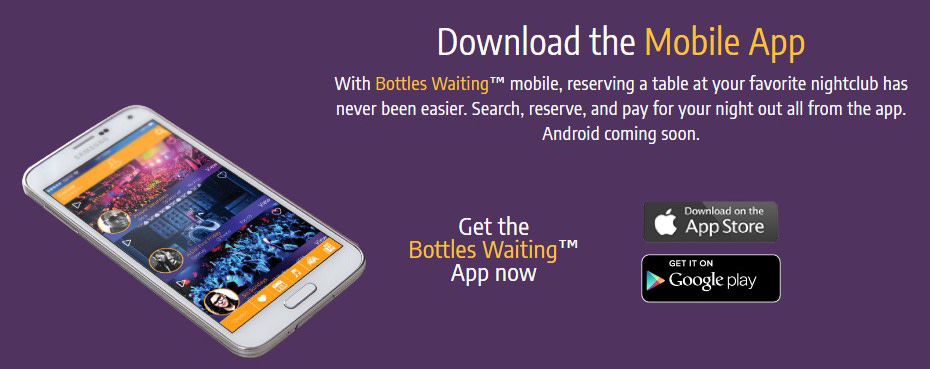 Download the Mobile App
With Bottles Waiting™ mobile, reserving a table at your favorite nightclub has
never been easier. Search, reserve, and pay for your night out all from the app.
Android coming soon.
SAMSUNG
Get the
Bottles Waiting™
App now
Download on the
App Store
GET IT ON
Google play